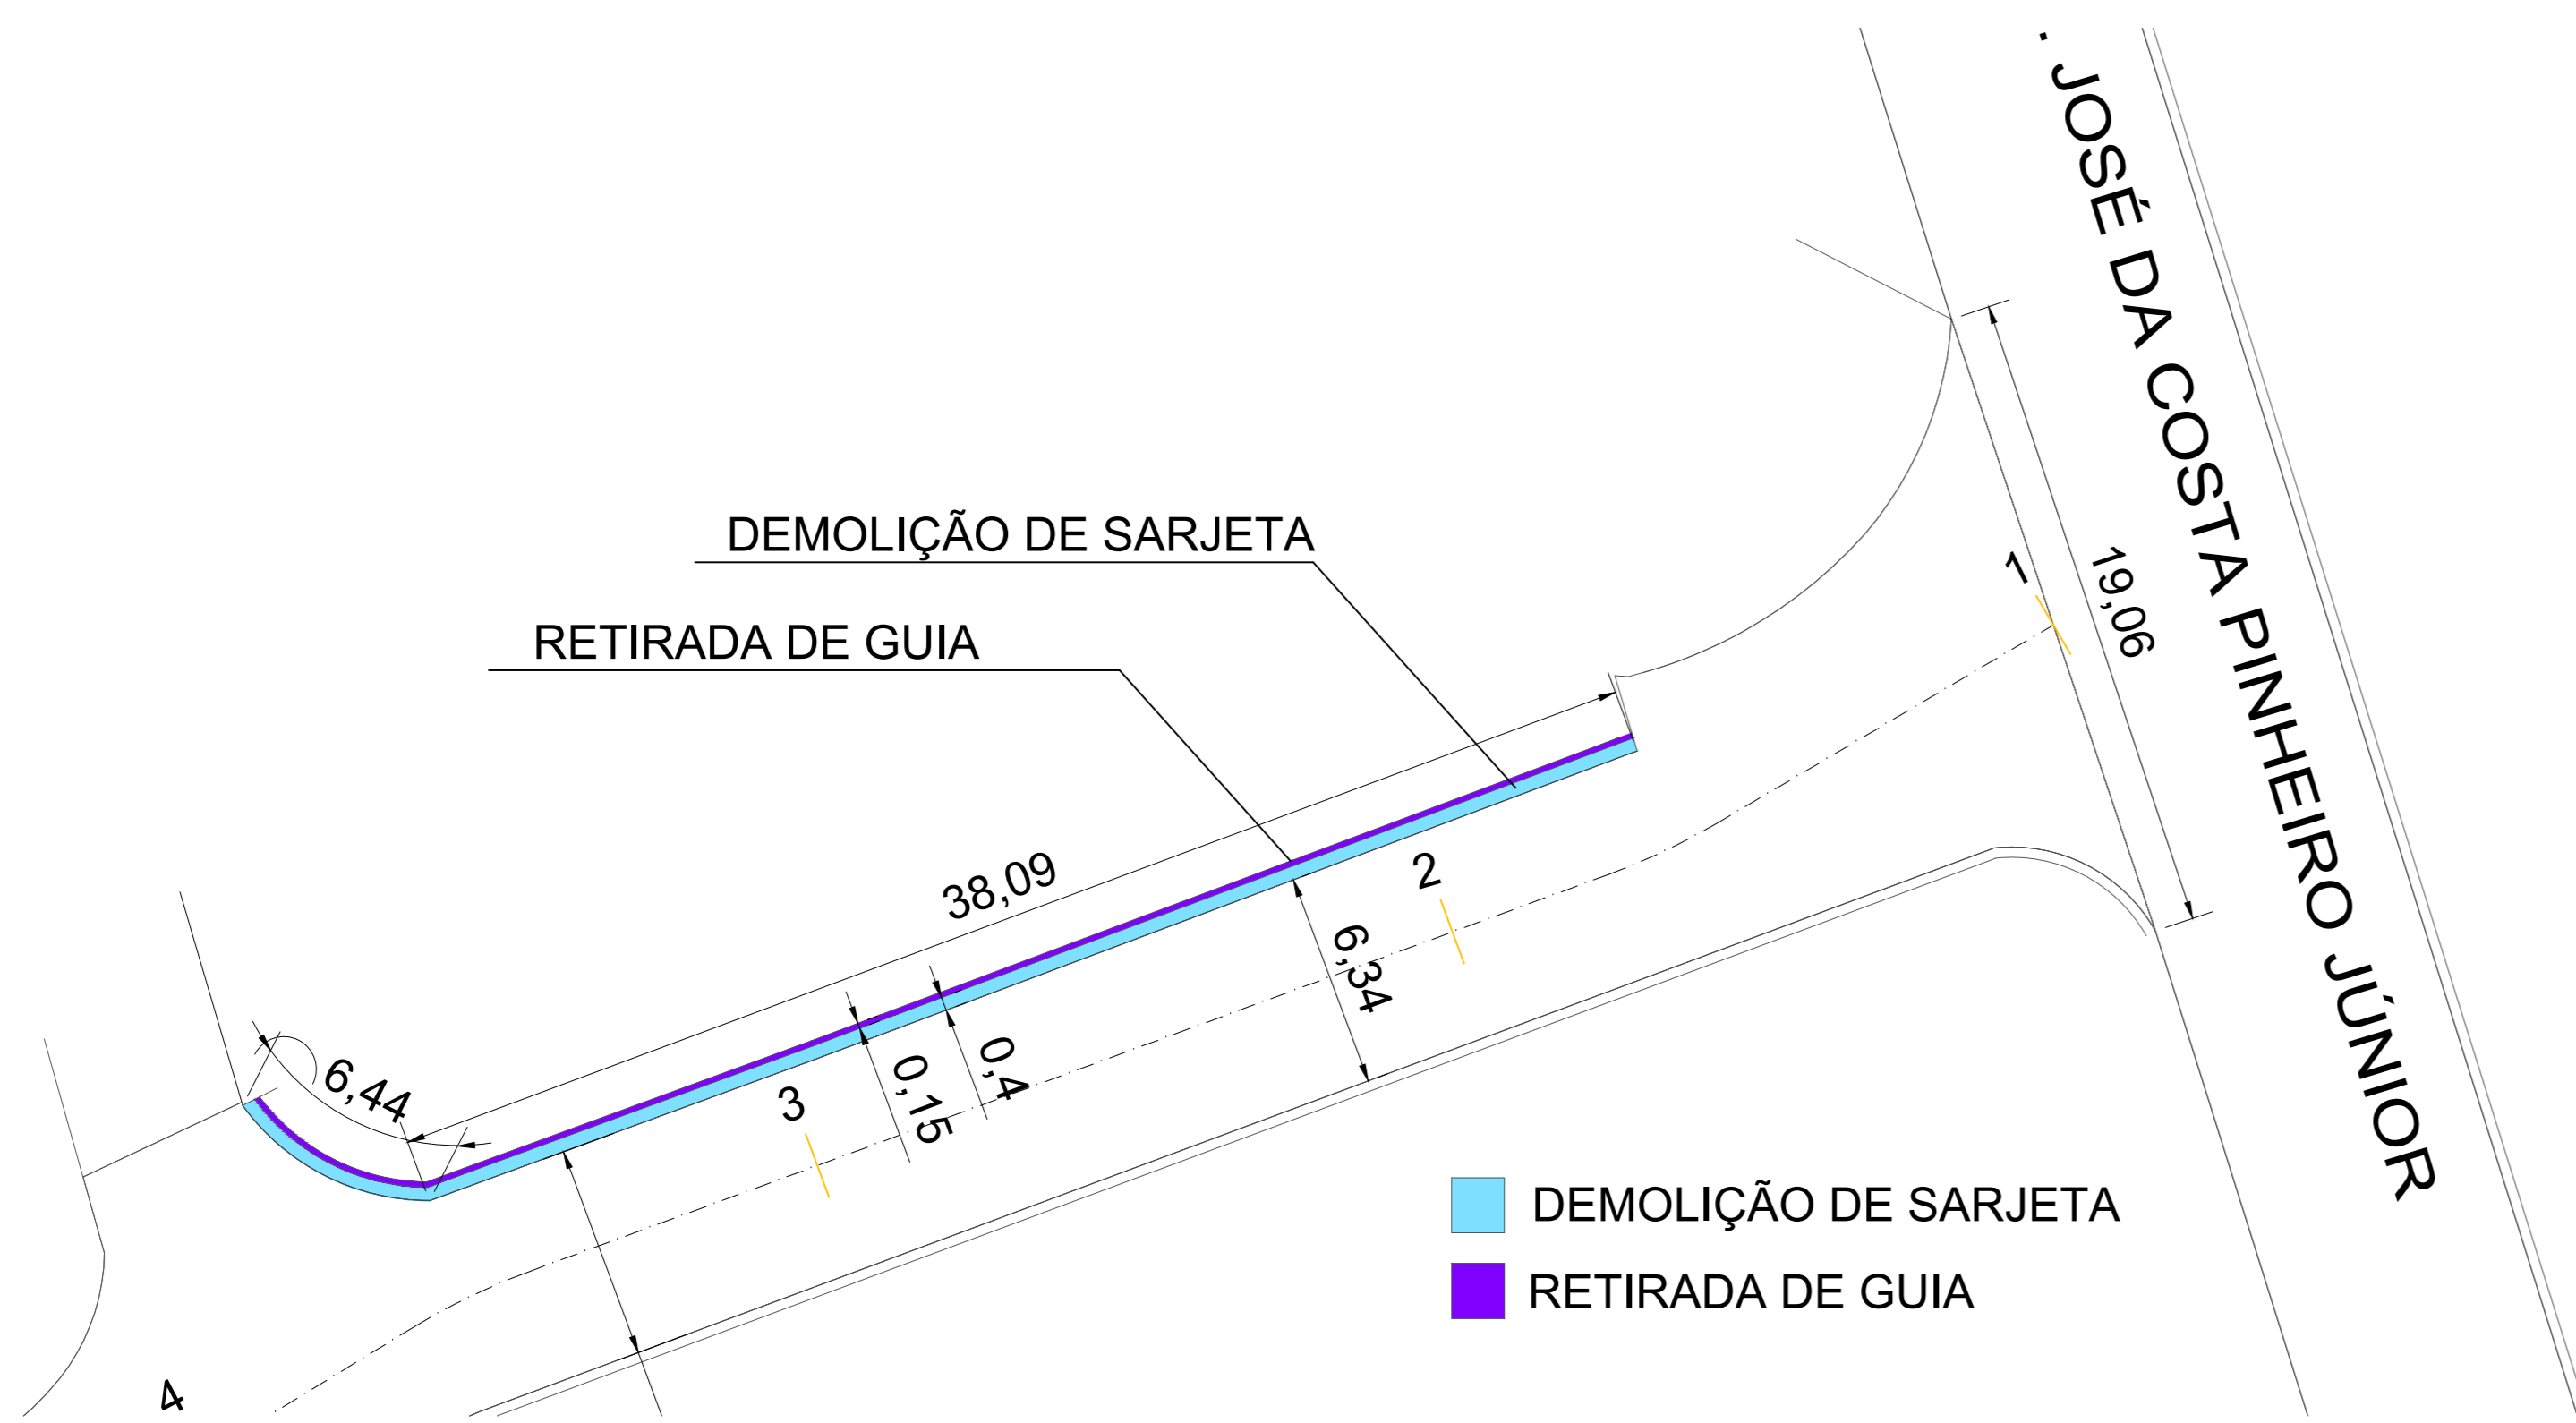 . JOSÉ DA COSTA PINHEIRO JÚNIOR
DEMOLIÇÃO DE SARJETA
RETIRADA DE GUIA
1
19,06
38,09
2
6,34
6,44
3
0,15
0,4
4
DEMOLIÇÃO DE SARJETA
RETIRADA DE GUIA